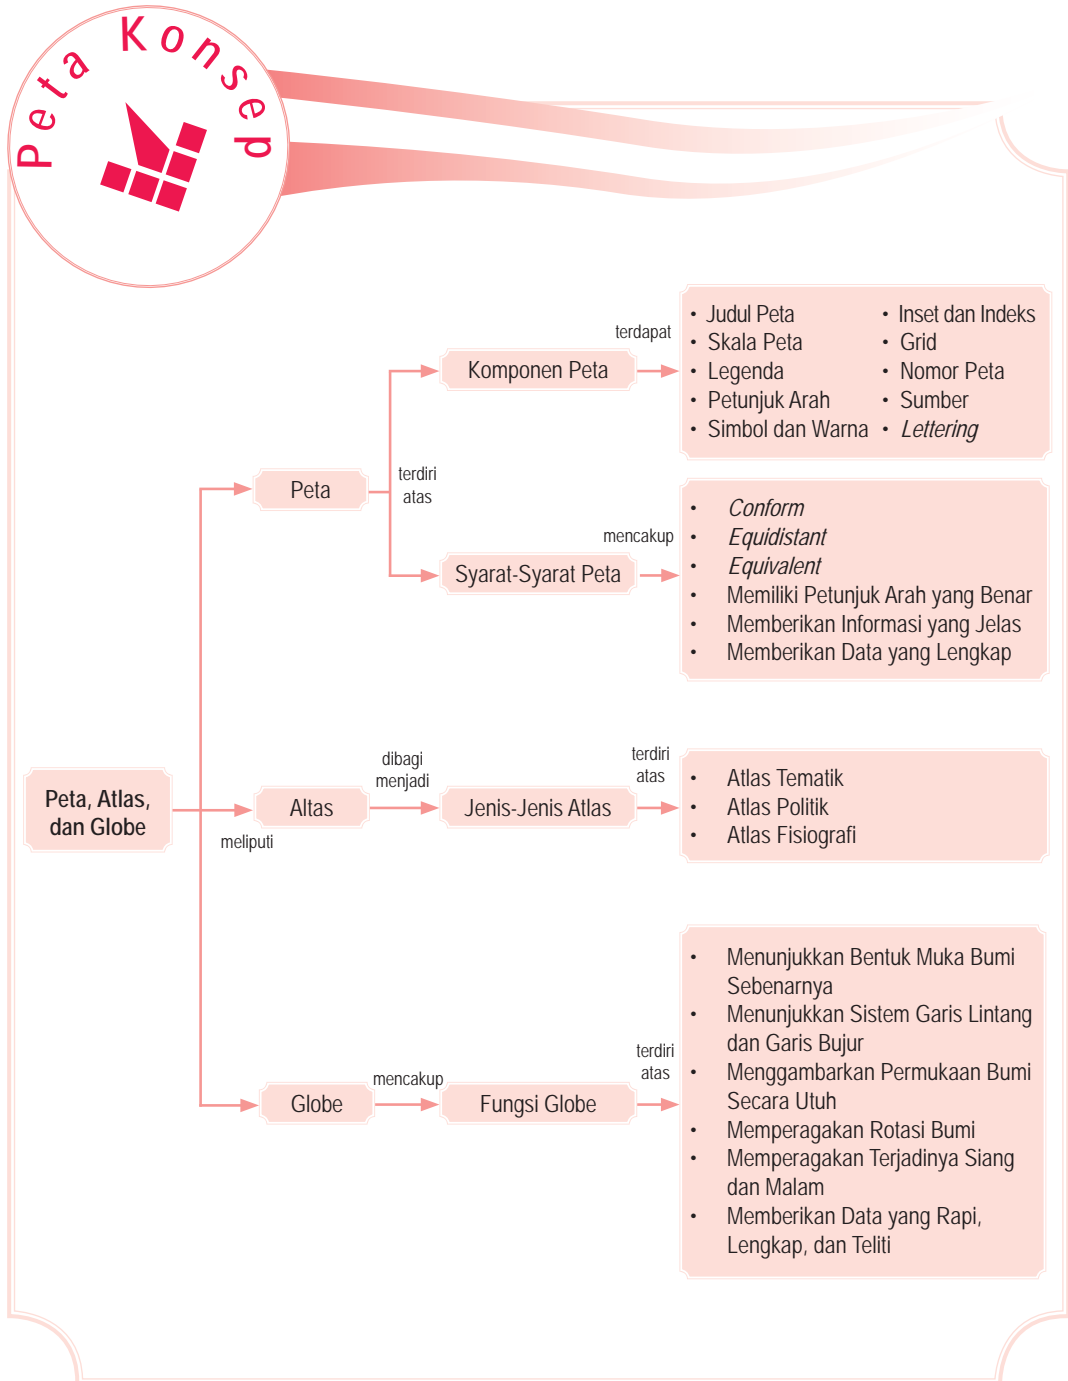 Peta Konsep
terdapat
Komponen Peta
• Judul Peta
• Skala Peta
• Legenda
• Petunjuk Arah
• Simbol dan Warna
• Inset dan Indeks
• Grid
• Nomor Peta
• Sumber
• Lettering
Peta
terdiri
atas
mencakup
Syarat-Syarat Peta
• Conform
• Equidistant
• Equivalent
• Memiliki Petunjuk Arah yang Benar
• Memberikan Informasi yang Jelas
• Memberikan Data yang Lengkap
Peta, Atlas,
dan Globe
meliputi
Altas
dibagi
menjadi
Jenis-Jenis Atlas
terdiri
atas
• Atlas Tematik
• Atlas Politik
• Atlas Fisiografi
Globe
mencakup
Fungsi Globe
terdiri
atas
• Menunjukkan Bentuk Muka Bumi
Sebenarnya
• Menunjukkan Sistem Garis Lintang
dan Garis Bujur
• Menggambarkan Permukaan Bumi
Secara Utuh
• Memperagakan Rotasi Bumi
• Memperagakan Terjadinya Siang
dan Malam
• Memberikan Data yang Rapi,
Lengkap, dan Teliti